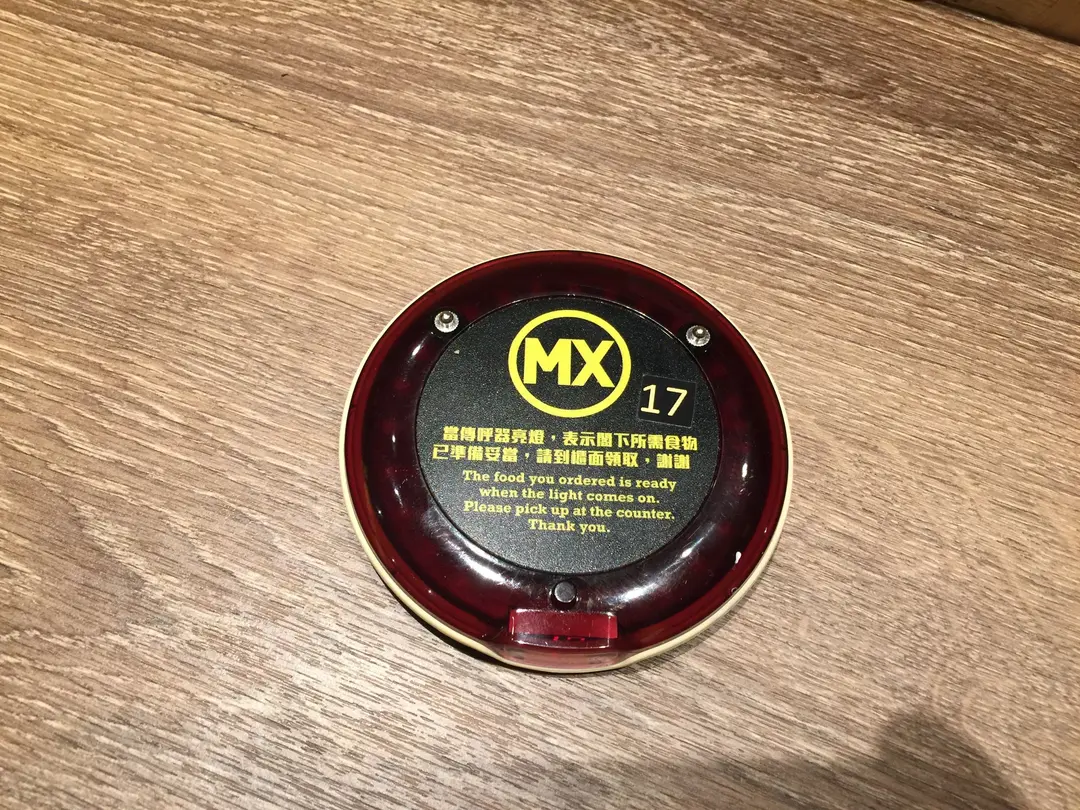 MX
17
當傳呼器亮燈，表示閣下所需食物
已準備妥當，請到櫃面領取，謝謝
The food you ordered is ready
when the light comes on.
Please pick up at the counter.
Thank you.